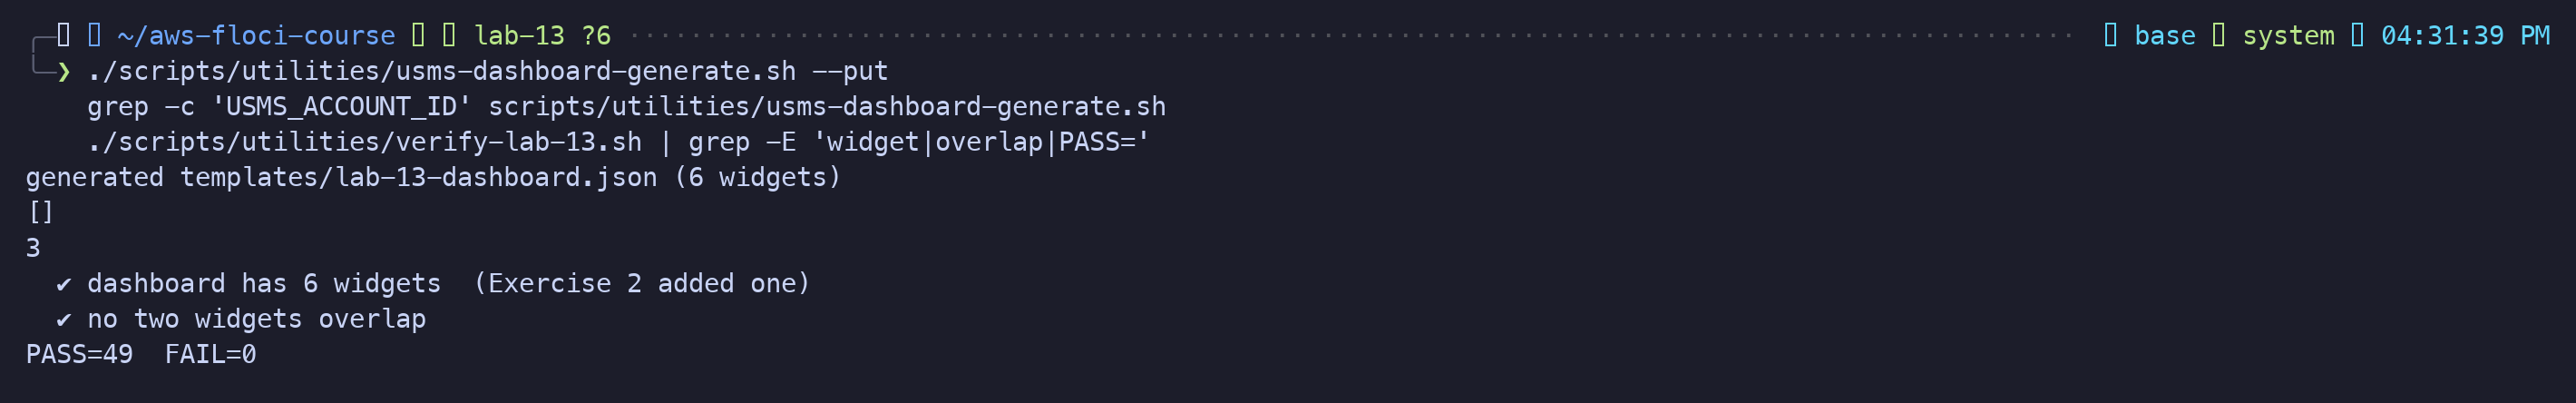 ~/aws-floci-course lab-13 ?6 base system 04:31:39 PM
❯ ./scripts/utilities/usms-dashboard-generate.sh --put
grep -c 'USMS_ACCOUNT_ID' scripts/utilities/usms-dashboard-generate.sh
./scripts/utilities/verify-lab-13.sh | grep -E 'widget|overlap|PASS='
generated templates/lab-13-dashboard.json (6 widgets)
[]
3
✔ dashboard has 6 widgets  (Exercise 2 added one)
✔ no two widgets overlap
PASS=49  FAIL=0